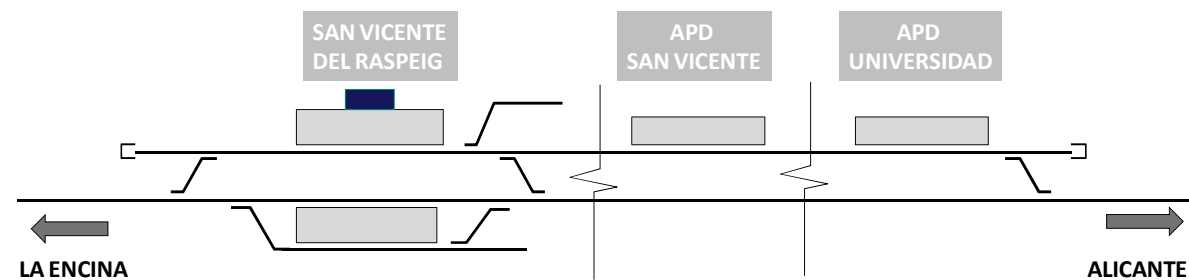 SAN VICENTE
DEL RASPEIG
APD
SAN VICENTE
APD
UNIVERSIDAD
LA ENCINA
ALICANTE